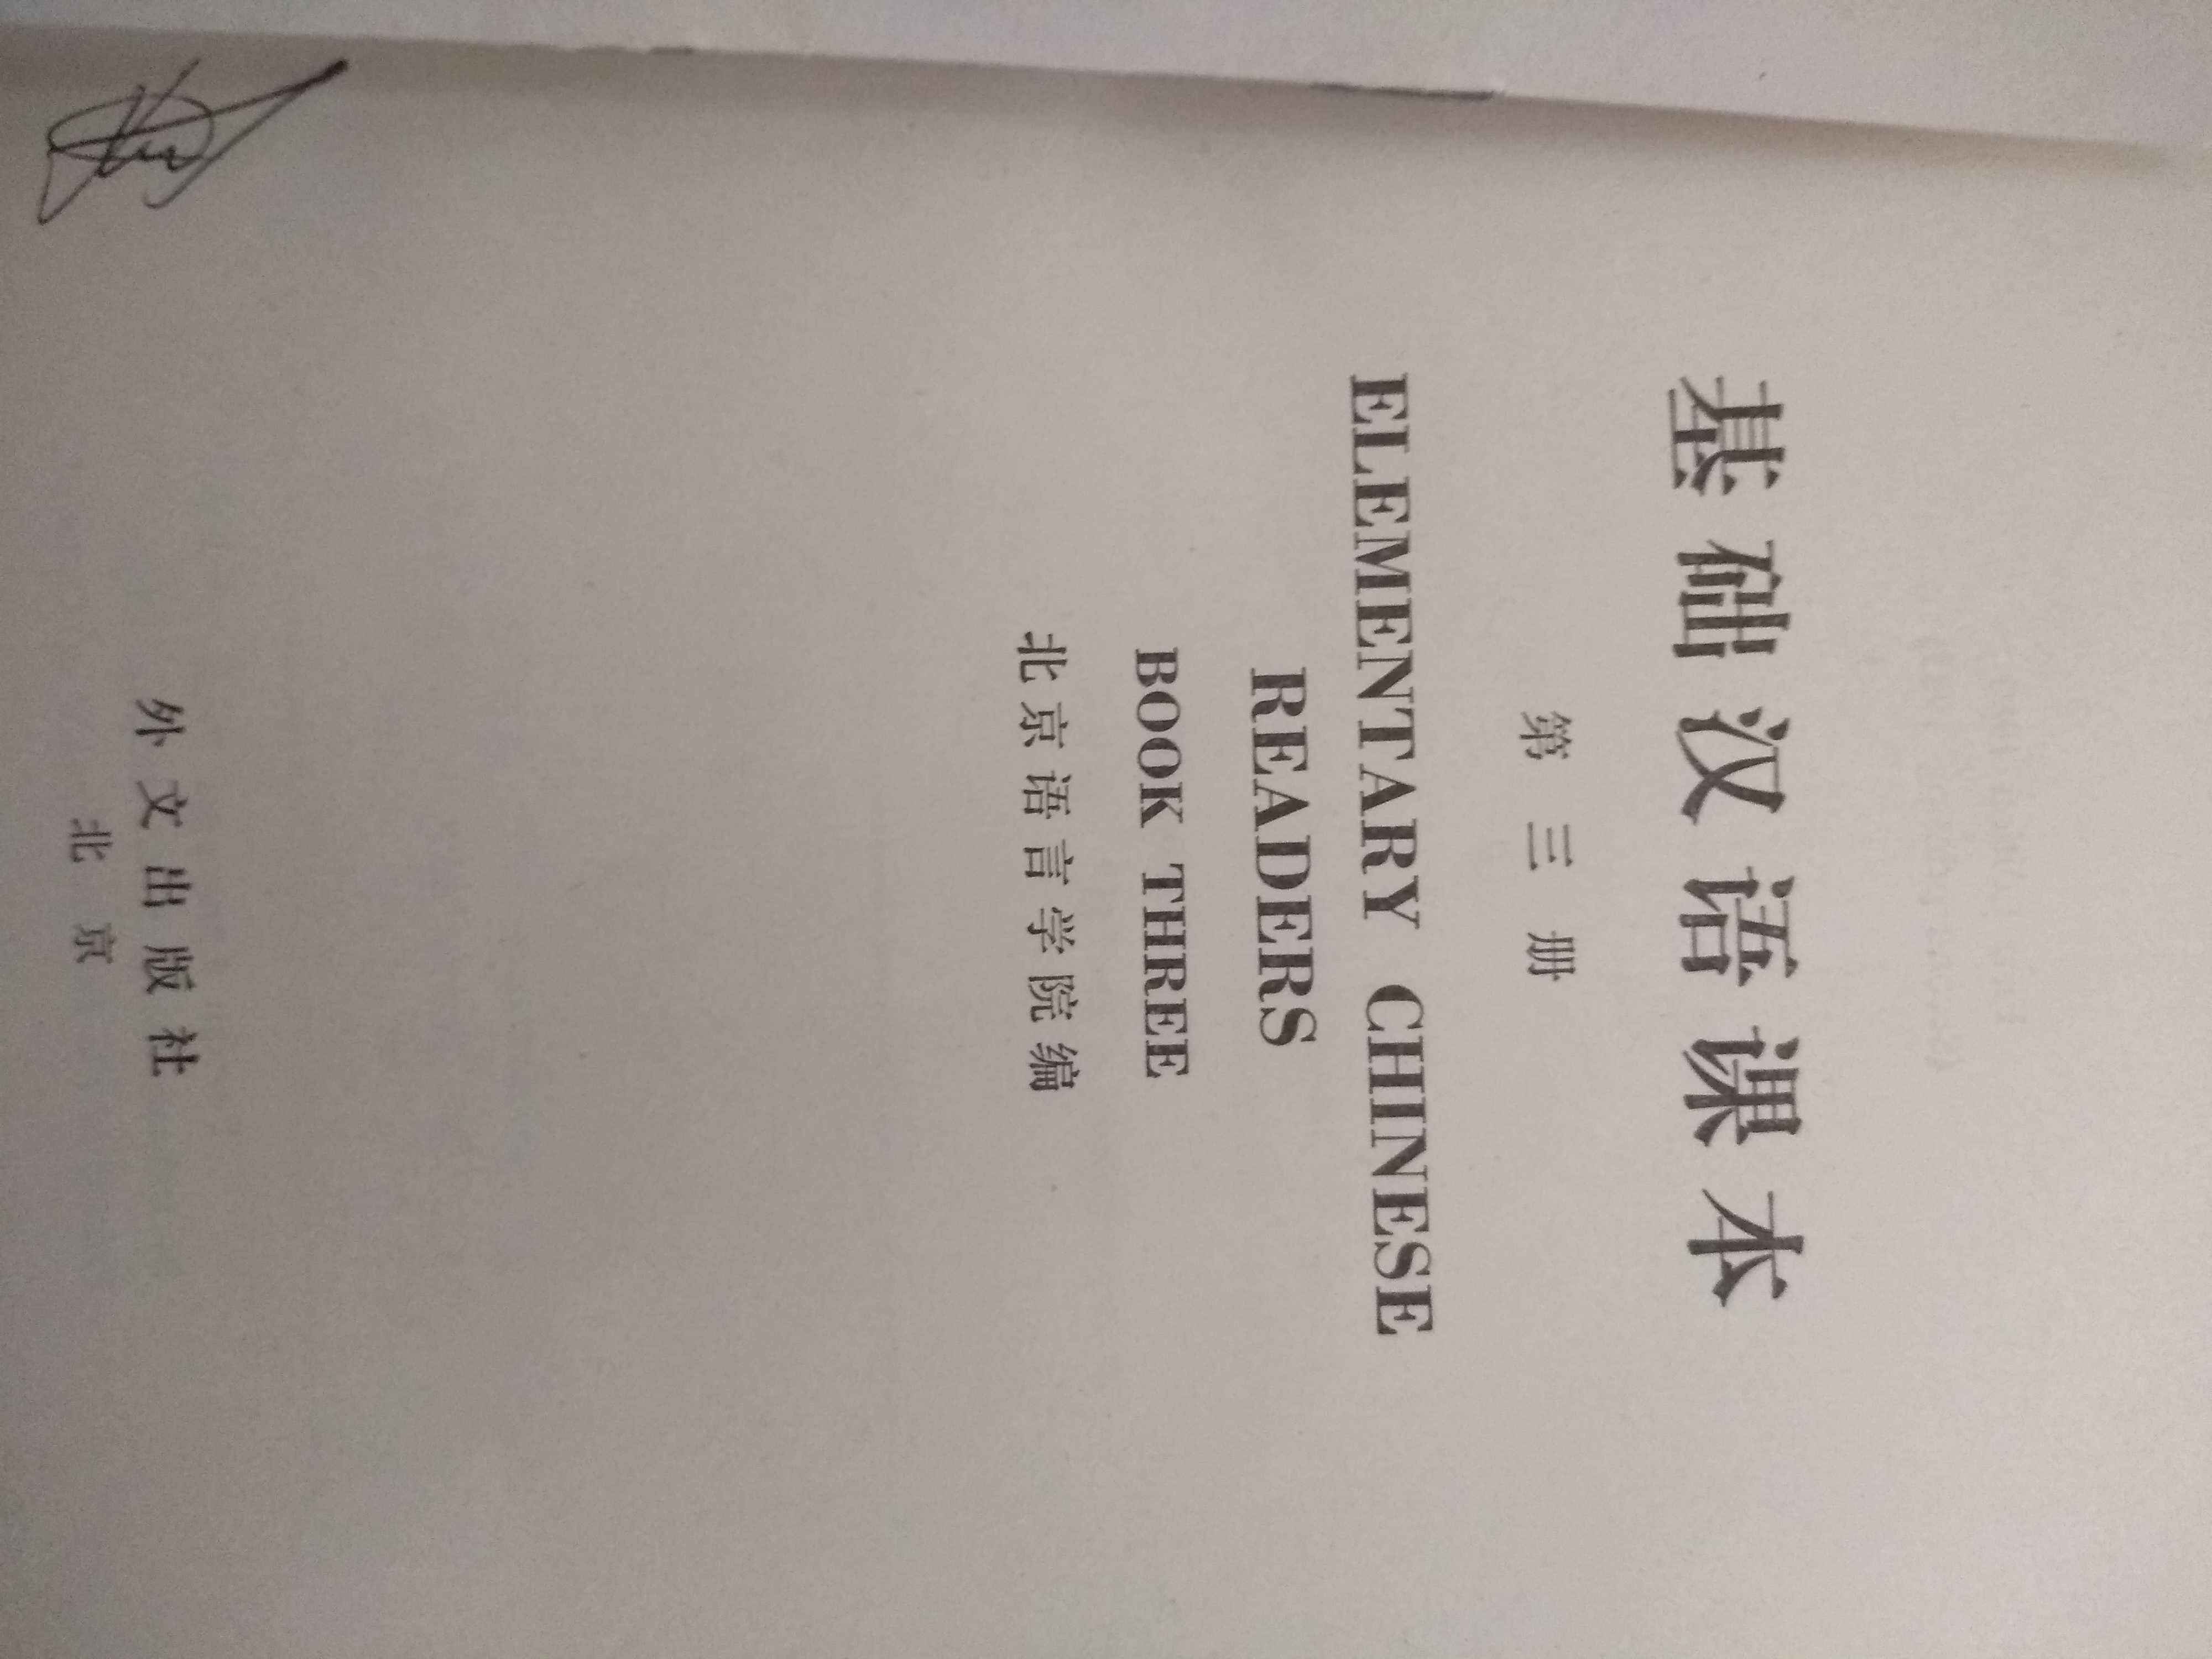 基础汉语课本
第三册
ELEMENTARY CHINESE
READERS
BOOK THREE
北京语言学院编
外文出版社
北京